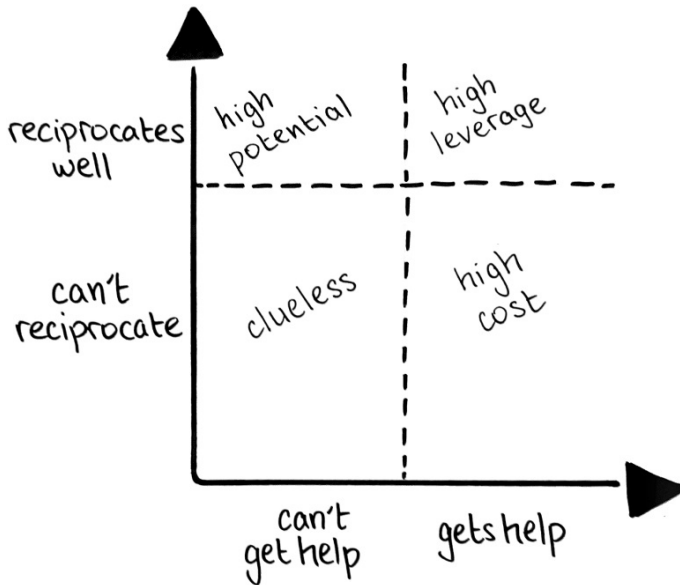 high
potential
high
leverage
reciprocates
well
can't
reciprocate
clueless
high
cost
can't
get help
gets help